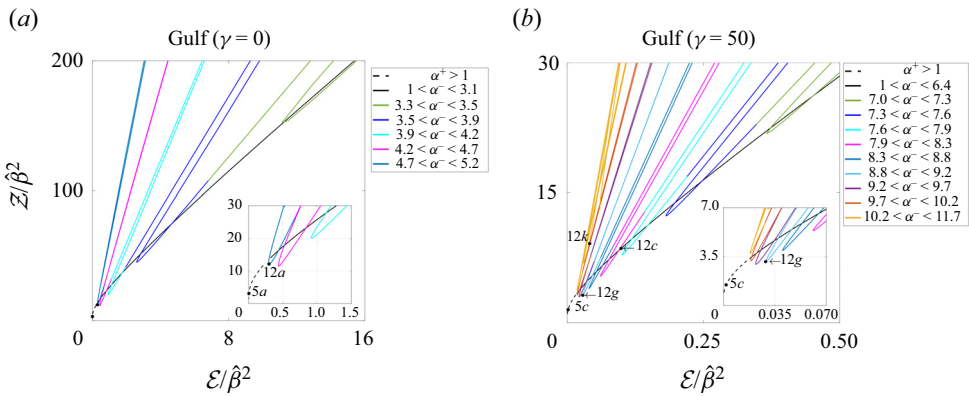 (a)
Gulf (γ = 0)
200
100
0
Z/β̂²
0
8
16
ℰ/β̂²
α⁺ > 1
1 < α⁻ < 3.1
3.3 < α⁻ < 3.5
3.5 < α⁻ < 3.9
3.9 < α⁻ < 4.2
4.2 < α⁻ < 4.7
4.7 < α⁻ < 5.2
30
20
10
12a
5a
0
0.5
1.0
1.5
(b)
Gulf (γ = 50)
30
15
0
12k
12c
12g
5c
0
0.25
0.50
ℰ/β̂²
α⁺ > 1
1 < α⁻ < 6.4
7.0 < α⁻ < 7.3
7.3 < α⁻ < 7.6
7.6 < α⁻ < 7.9
7.9 < α⁻ < 8.3
8.3 < α⁻ < 8.8
8.8 < α⁻ < 9.2
9.2 < α⁻ < 9.7
9.7 < α⁻ < 10.2
10.2 < α⁻ < 11.7
7.0
3.5
12g
5c
0
0.035
0.070